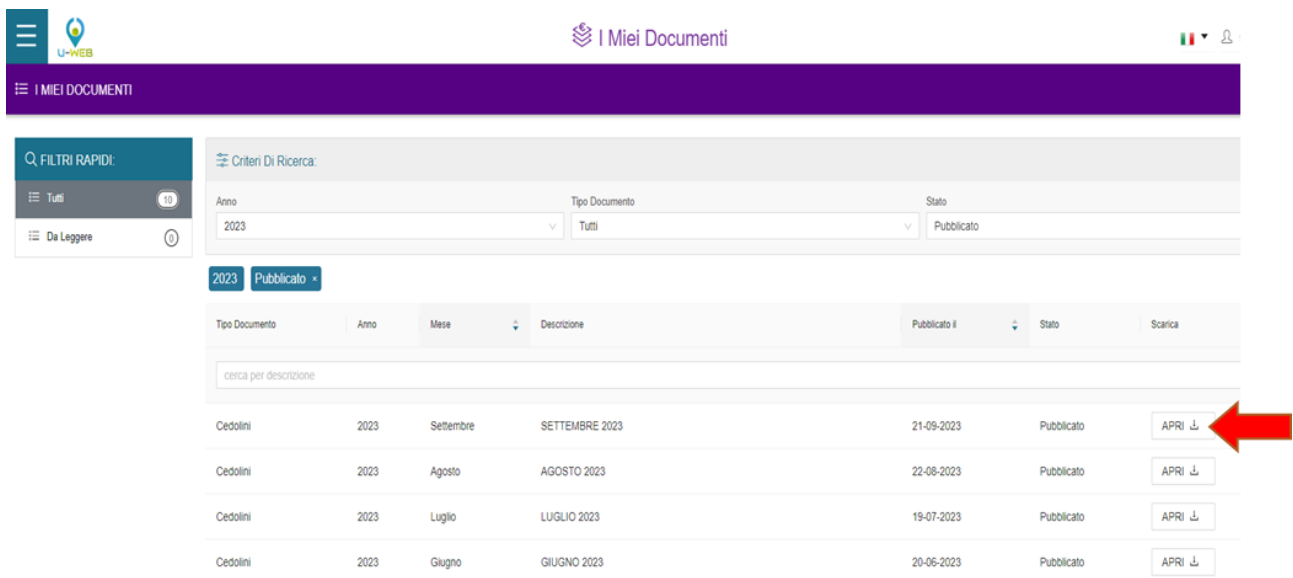 U-WEB
I Miei Documenti
I MIEI DOCUMENTI
FILTRI RAPIDI:
Tutti 10
Da Leggere 0
Criteri Di Ricerca:
Anno Tipo Documento Stato
2023 Tutti Pubblicato
2023 Pubblicato ×
Tipo Documento Anno Mese Descrizione Pubblicato il Stato Scarica
cerca per descrizione
Cedolini 2023 Settembre SETTEMBRE 2023 21-09-2023 Pubblicato APRI
Cedolini 2023 Agosto AGOSTO 2023 22-08-2023 Pubblicato APRI
Cedolini 2023 Luglio LUGLIO 2023 19-07-2023 Pubblicato APRI
Cedolini 2023 Giugno GIUGNO 2023 20-06-2023 Pubblicato APRI